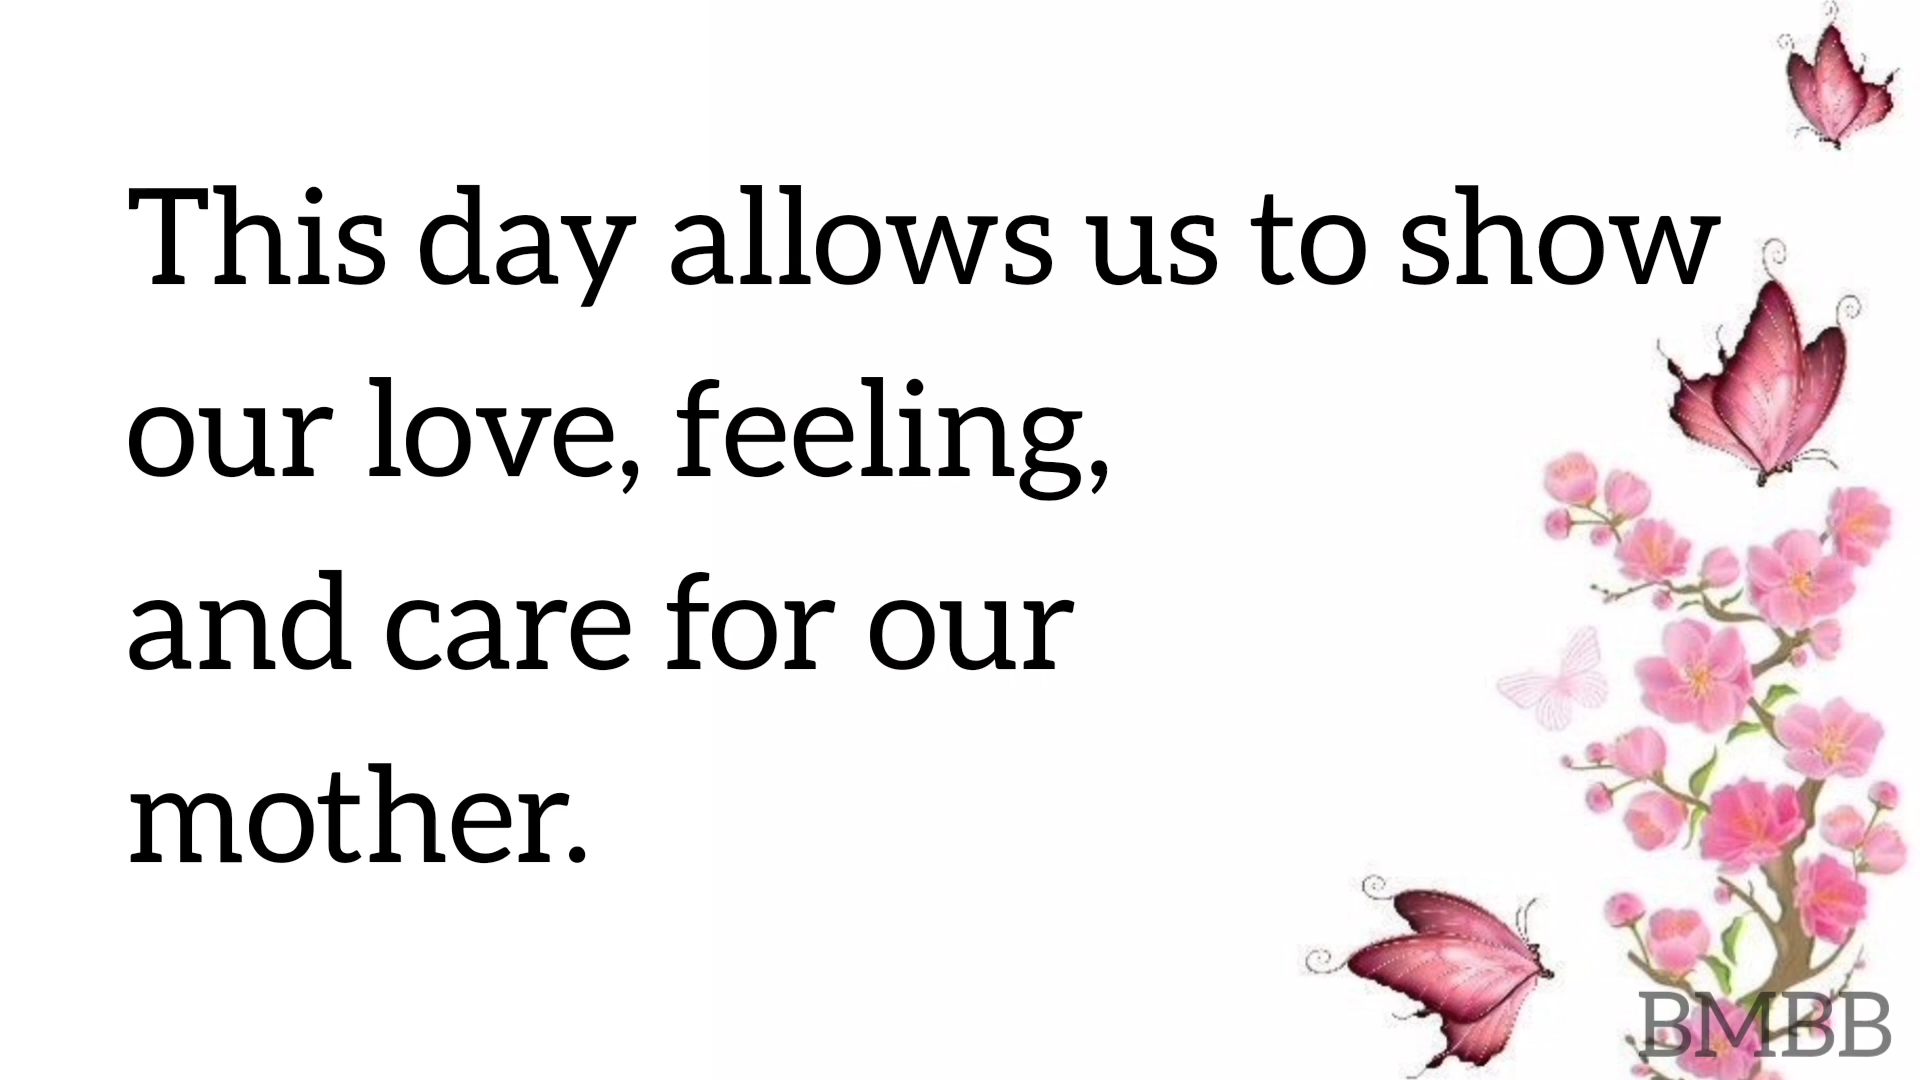 This day allows us to show
our love, feeling,
and care for our
mother.
BMBB